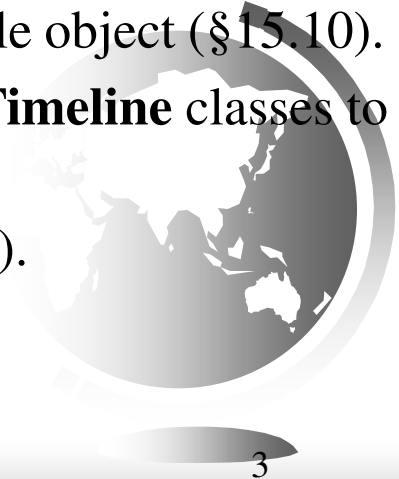 le object (§15.10).
Timeline classes to
).
3